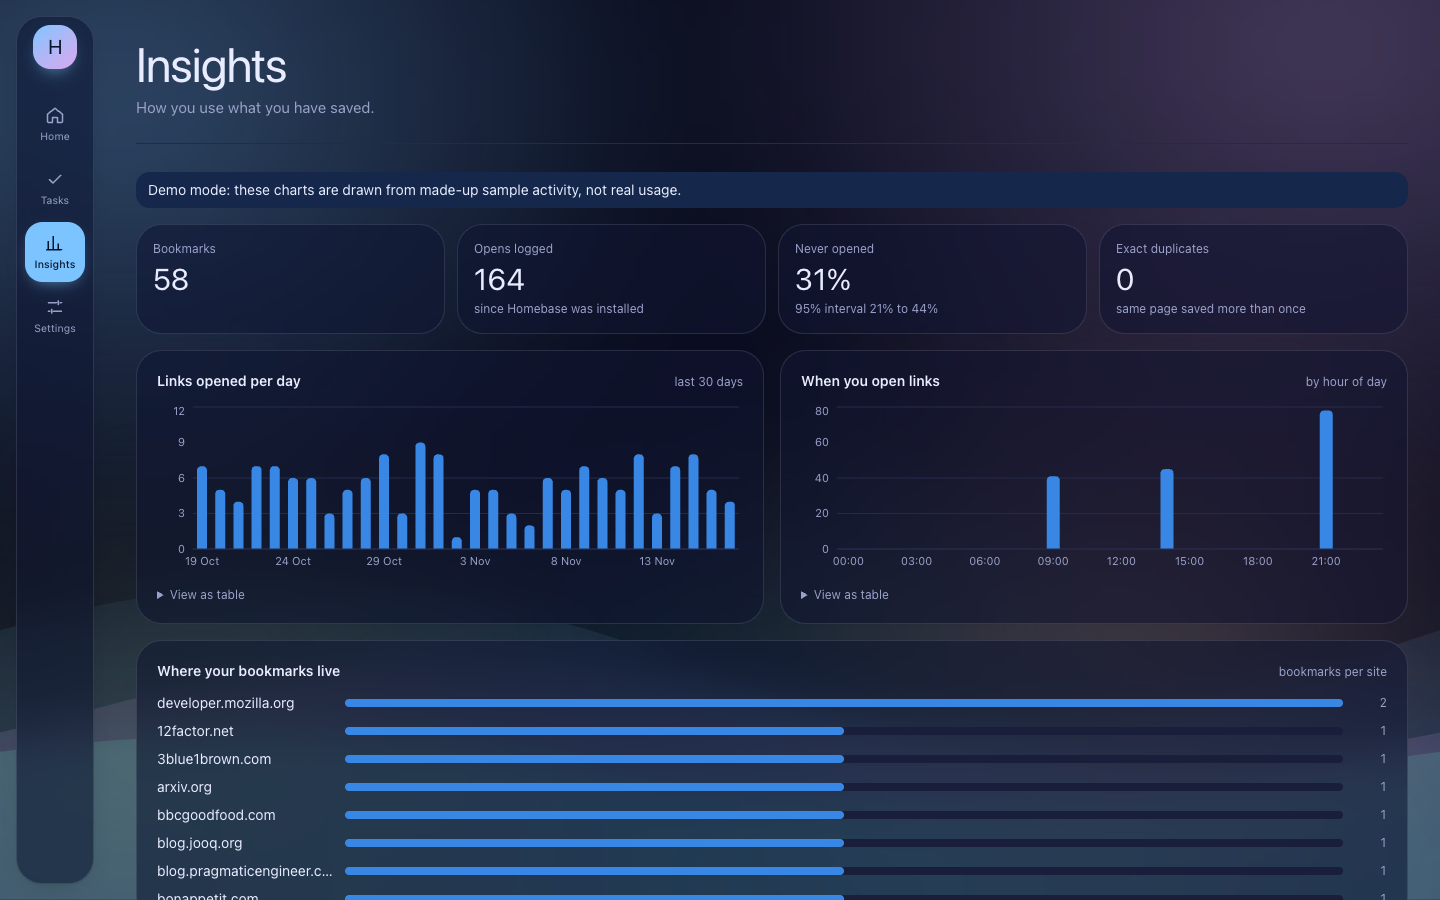 H
Home
Tasks
Insights
Settings
Insights
How you use what you have saved.
Demo mode: these charts are drawn from made-up sample activity, not real usage.
Bookmarks
58
Opens logged
164
since Homebase was installed
Never opened
31%
95% interval 21% to 44%
Exact duplicates
0
same page saved more than once
Links opened per day
last 30 days
12
9
6
3
0
19 Oct 24 Oct 29 Oct 3 Nov 8 Nov 13 Nov
View as table
When you open links
by hour of day
80
60
40
20
0
00:00 03:00 06:00 09:00 12:00 15:00 18:00 21:00
View as table
Where your bookmarks live
bookmarks per site
developer.mozilla.org 2
12factor.net 1
3blue1brown.com 1
arxiv.org 1
bbcgoodfood.com 1
blog.jooq.org 1
blog.pragmaticengineer.c... 1
bonappetit.com 1